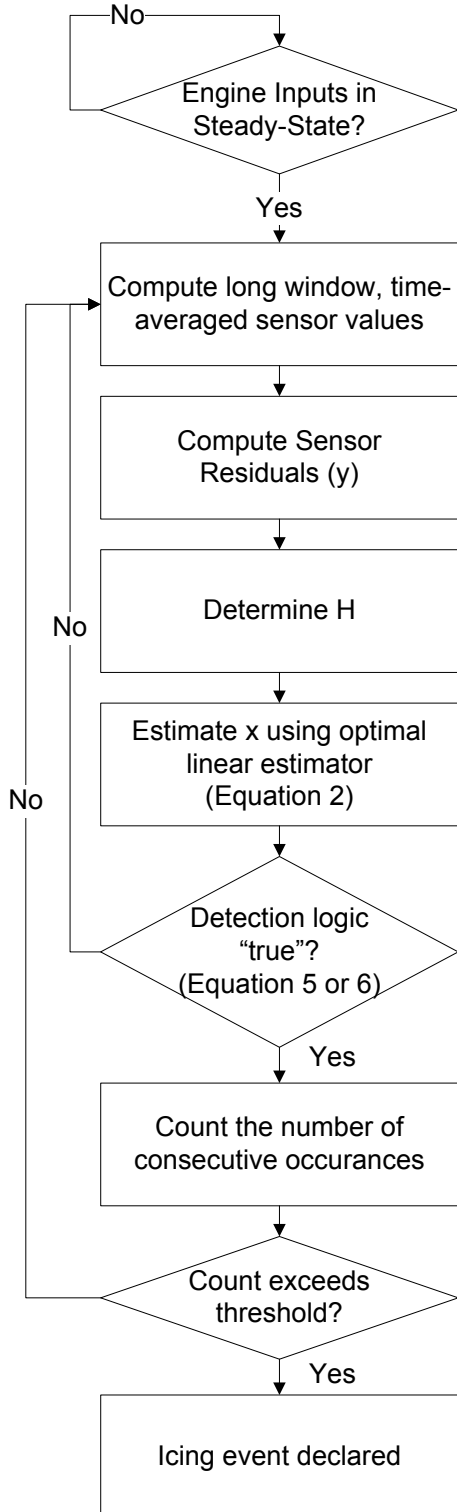 No
Engine Inputs in
Steady-State?
Yes
Compute long window, time-
averaged sensor values
Compute Sensor
Residuals (y)
Determine H
No
Estimate x using optimal
linear estimator
(Equation 2)
No
Detection logic
“true”?
(Equation 5 or 6)
Yes
Count the number of
consecutive occurances
Count exceeds
threshold?
Yes
Icing event declared